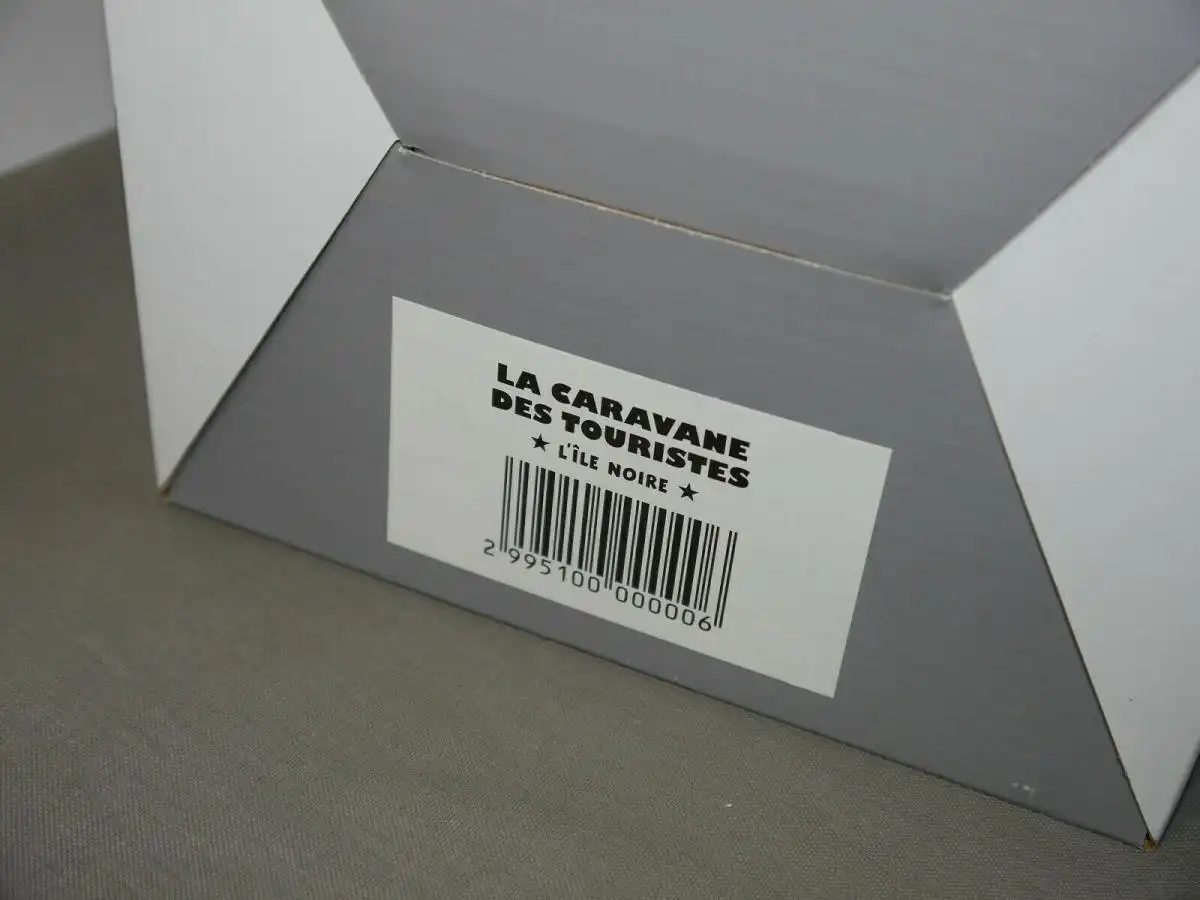 LA CARAVANE
DES TOURISTES
★ L'ÎLE NOIRE ★
2 995100 000006